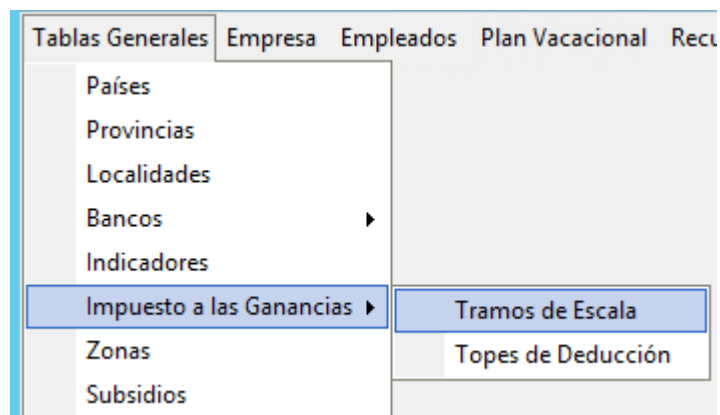 Tablas Generales Empresa Empleados Plan Vacacional
Países
Provincias
Localidades
Bancos
Indicadores
Impuesto a las Ganancias
Tramos de Escala
Zonas
Topes de Deducción
Subsidios